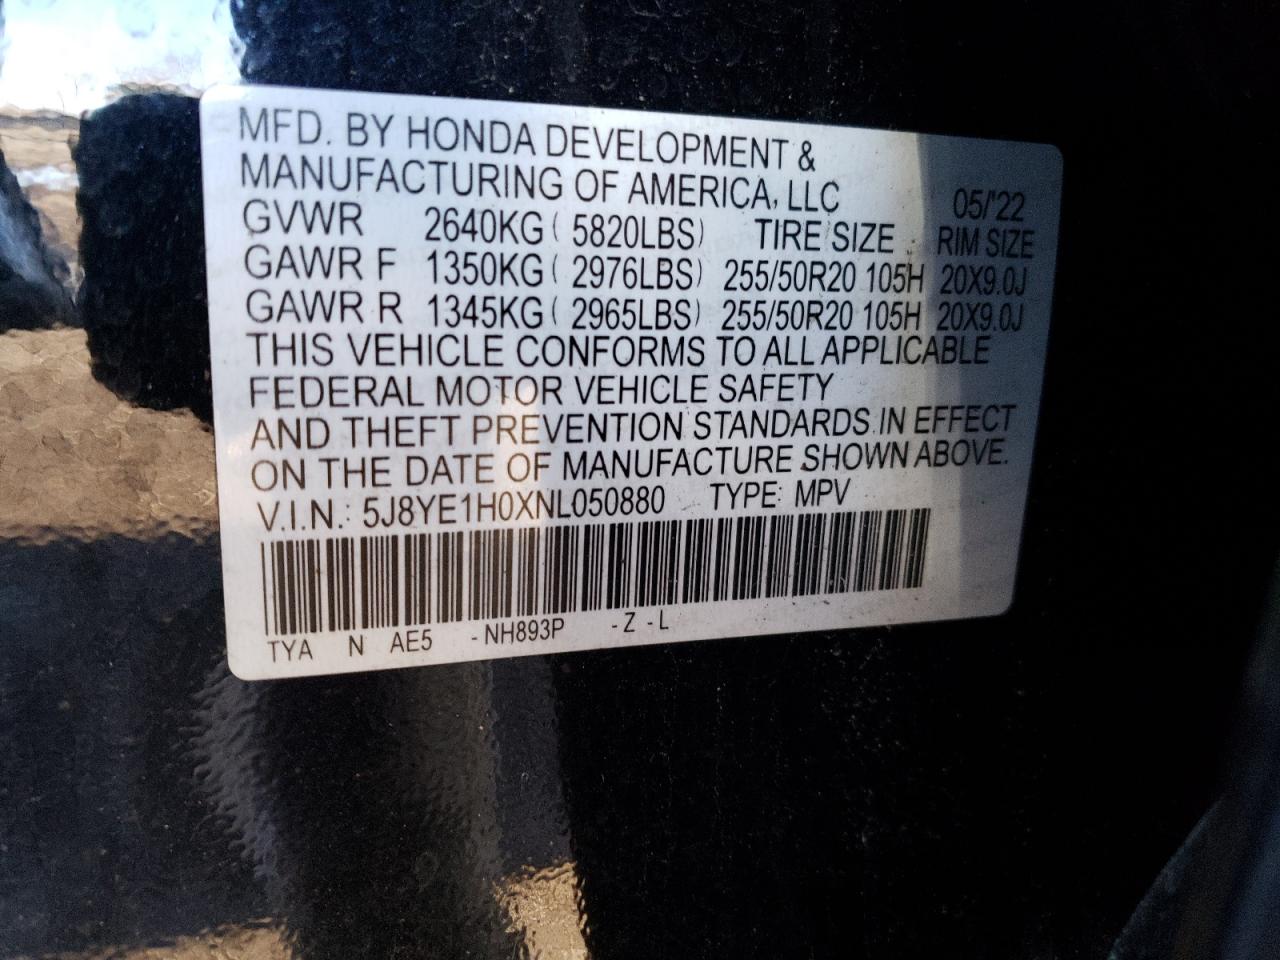 MFD. BY HONDA DEVELOPMENT &
MANUFACTURING OF AMERICA, LLC 05/'22
GVWR 2640KG ( 5820LBS) TIRE SIZE RIM SIZE
GAWR F 1350KG ( 2976LBS) 255/50R20 105H 20X9.0J
GAWR R 1345KG ( 2965LBS) 255/50R20 105H 20X9.0J
THIS VEHICLE CONFORMS TO ALL APPLICABLE
FEDERAL MOTOR VEHICLE SAFETY
AND THEFT PREVENTION STANDARDS IN EFFECT
ON THE DATE OF MANUFACTURE SHOWN ABOVE.
V.I.N.: 5J8YE1H0XNL050880 TYPE: MPV
TYA N AE5 -NH893P -Z -L